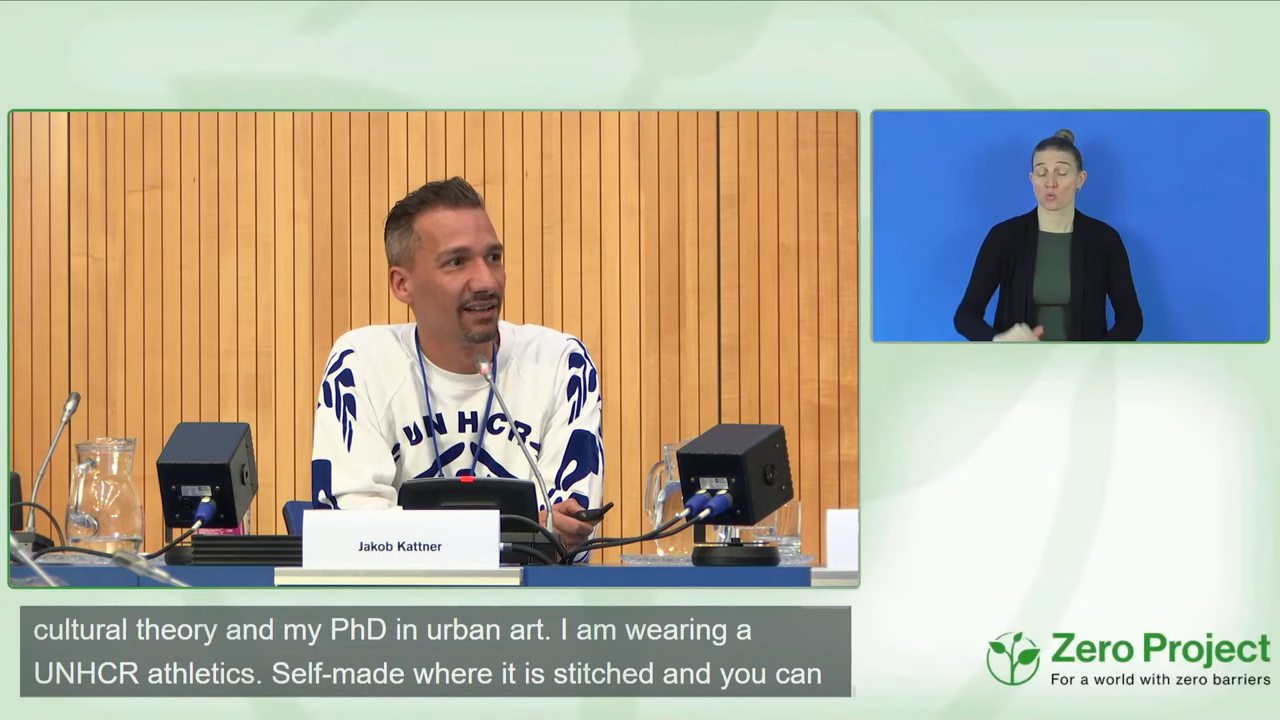 UNHCR
Jakob Kattner
cultural theory and my PhD in urban art. I am wearing a
UNHCR athletics. Self-made where it is stitched and you can
Zero Project
For a world with zero barriers